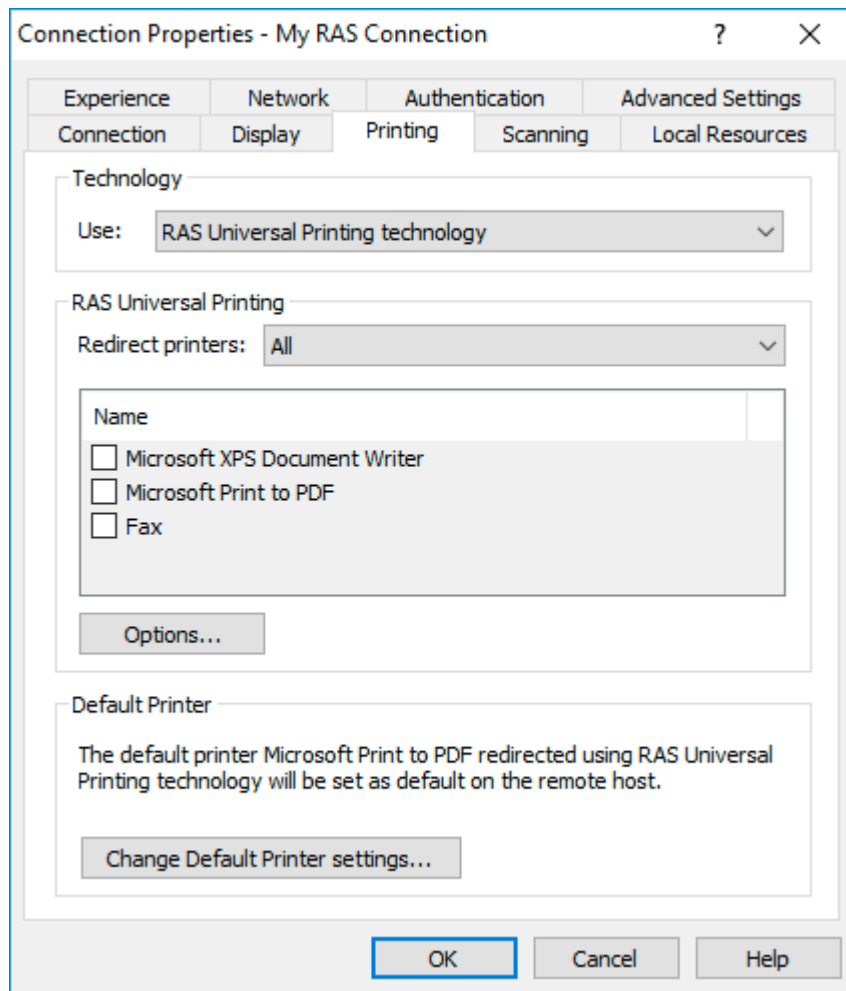 Connection Properties - My RAS Connection
?
Experience Network Authentication Advanced Settings
Connection Display Printing Scanning Local Resources
Technology
Use: RAS Universal Printing technology
RAS Universal Printing
Redirect printers: All
Name
Microsoft XPS Document Writer
Microsoft Print to PDF
Fax
Options...
Default Printer
The default printer Microsoft Print to PDF redirected using RAS Universal
Printing technology will be set as default on the remote host.
Change Default Printer settings...
OK Cancel Help